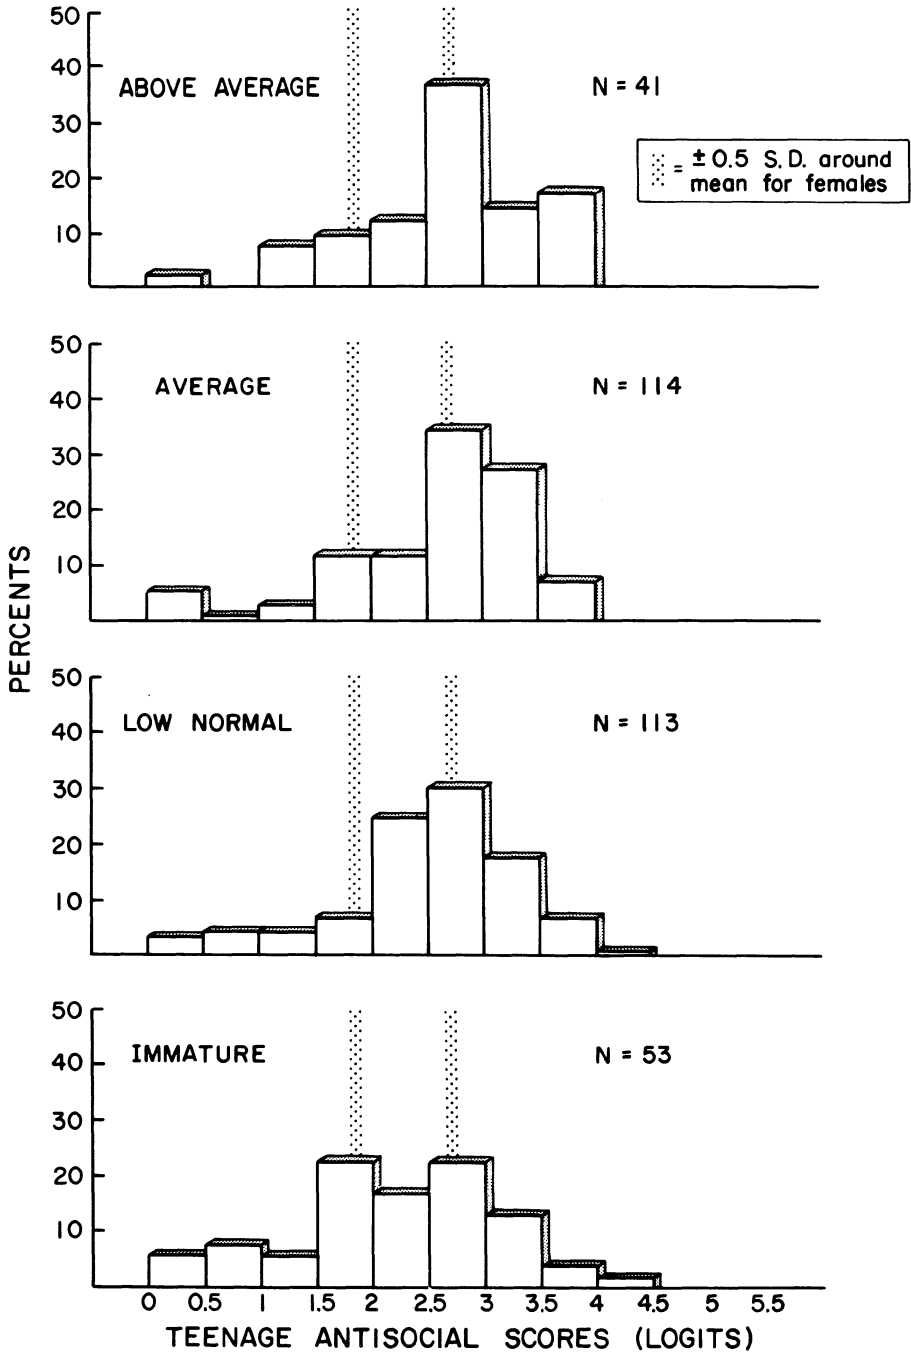 50
40
30
20
10
ABOVE AVERAGE
N = 41
= ± 0.5 S.D. around
mean for females
50
40
30
20
10
AVERAGE
N = 114
PERCENTS
50
40
30
20
10
LOW NORMAL
N = 113
50
40
30
20
10
IMMATURE
N = 53
0 0.5 1 1.5 2 2.5 3 3.5 4 4.5 5 5.5
TEENAGE ANTISOCIAL SCORES (LOGITS)